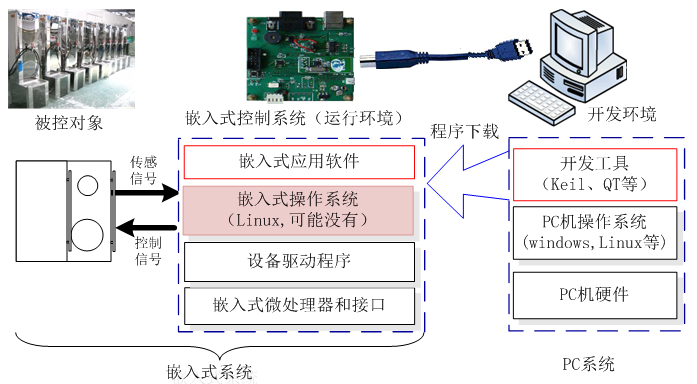 被控对象
嵌入式控制系统（运行环境）
开发环境
程序下载
传感
信号
控制
信号
嵌入式应用软件
嵌入式操作系统
（Linux,可能没有）
设备驱动程序
嵌入式微处理器和接口
开发工具
（Keil、QT等）
PC机操作系统
(windows,Linux等)
PC机硬件
嵌入式系统
PC系统